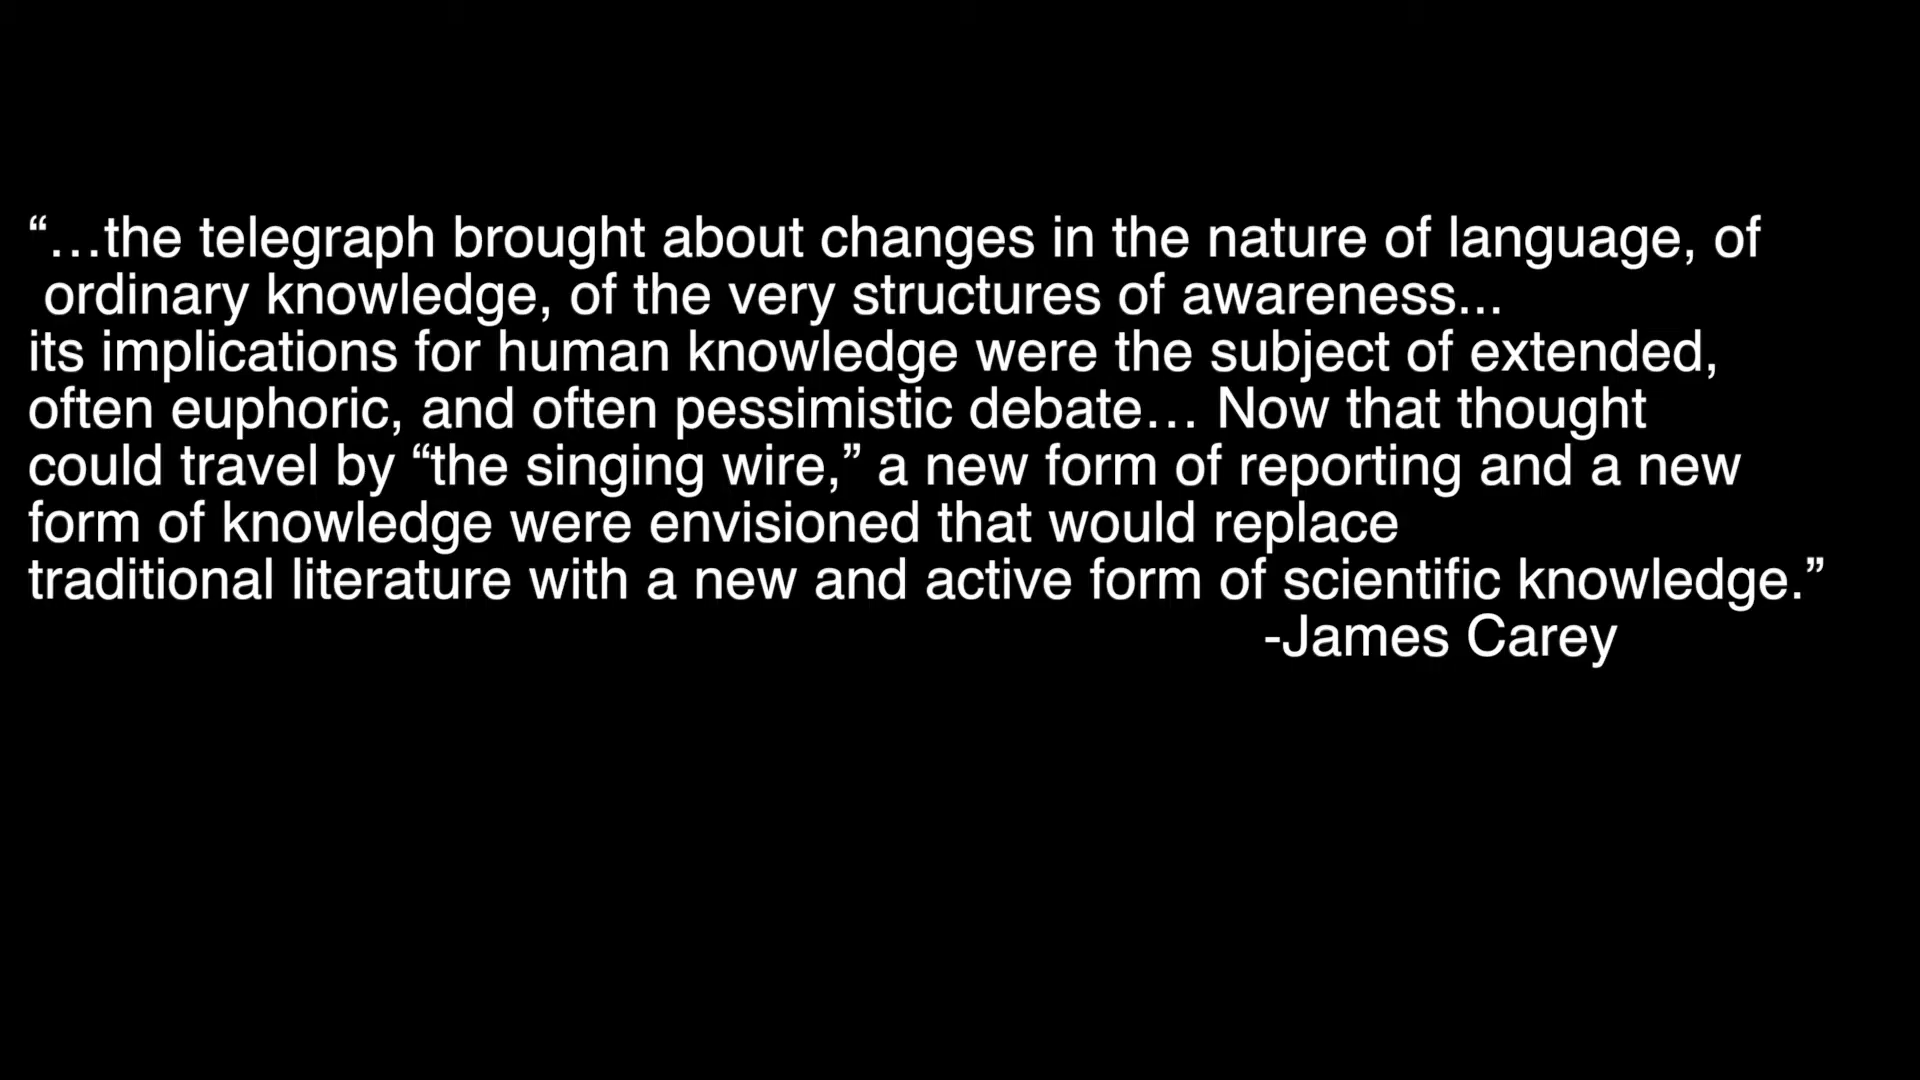 “…the telegraph brought about changes in the nature of language, of
ordinary knowledge, of the very structures of awareness...
its implications for human knowledge were the subject of extended,
often euphoric, and often pessimistic debate… Now that thought
could travel by “the singing wire,” a new form of reporting and a new
form of knowledge were envisioned that would replace
traditional literature with a new and active form of scientific knowledge.”
-James Carey